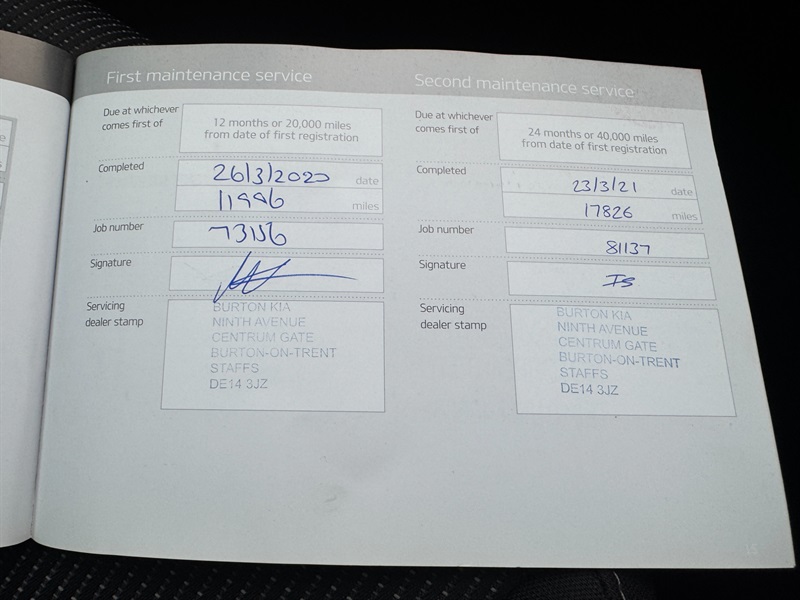 First maintenance service
Due at whichever
comes first of
12 months or 20,000 miles
from date of first registration
Completed
26/3/2020 date
11996 miles
Job number
73156
Signature
Servicing
dealer stamp
BURTON KIA
NINTH AVENUE
CENTRUM GATE
BURTON-ON-TRENT
STAFFS
DE14 3JZ
Second maintenance service
Due at whichever
comes first of
24 months or 40,000 miles
from date of first registration
Completed
23/3/21 date
17826 miles
Job number
81137
Signature
IS
Servicing
dealer stamp
BURTON KIA
NINTH AVENUE
CENTRUM GATE
BURTON-ON-TRENT
STAFFS
DE14 3JZ